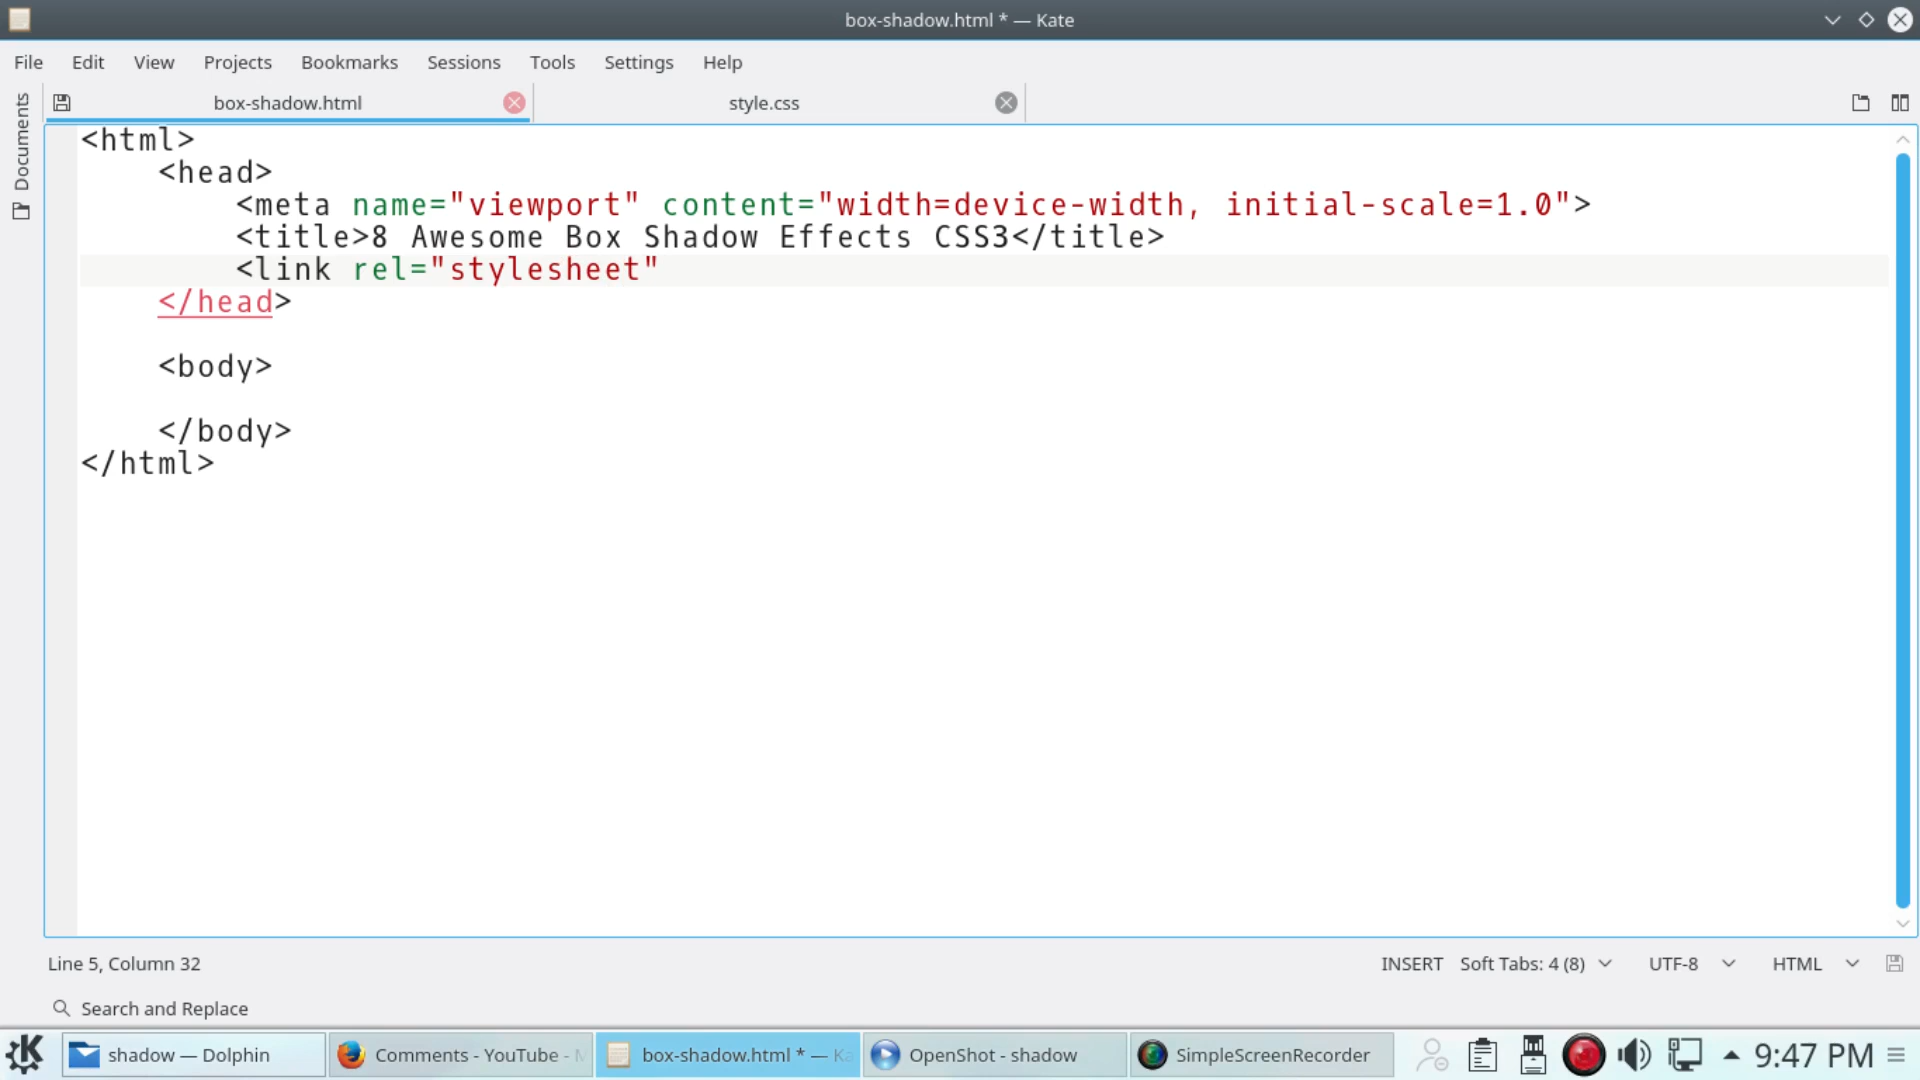 box-shadow.html * — Kate
File Edit View Projects Bookmarks Sessions Tools Settings Help
Documents
box-shadow.html style.css
<html>
<head>
<meta name="viewport" content="width=device-width, initial-scale=1.0">
<title>8 Awesome Box Shadow Effects CSS3</title>
<link rel="stylesheet"
</head>
<body>
</body>
</html>
Line 5, Column 32 INSERT Soft Tabs: 4 (8) UTF-8 HTML
Search and Replace
shadow — Dolphin Comments - YouTube - box-shadow.html * — OpenShot - shadow SimpleScreenRecorder 9:47 PM